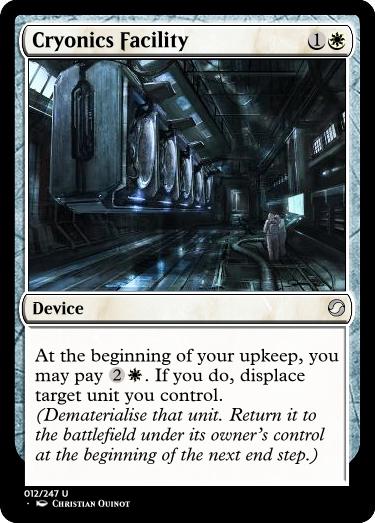 Cryonics Facility 1
Device
At the beginning of your upkeep, you
may pay 2. If you do, displace
target unit you control.
(Dematerialise that unit. Return it to
the battlefield under its owner's control
at the beginning of the next end step.)
012/247 U
· Christian Quinot